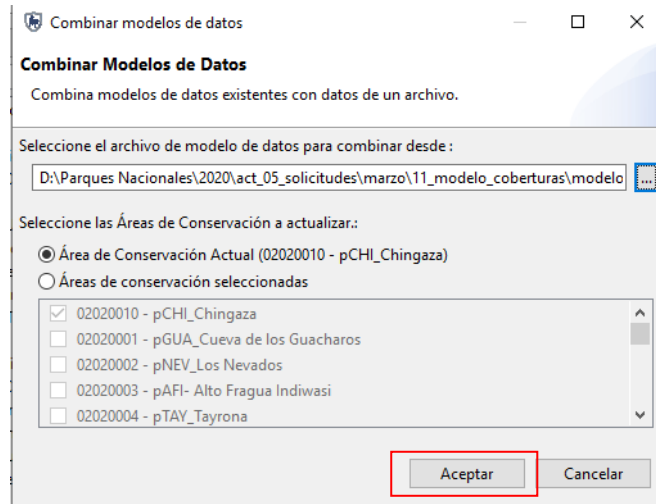 Combinar modelos de datos
Combinar Modelos de Datos
Combina modelos de datos existentes con datos de un archivo.
Seleccione el archivo de modelo de datos para combinar desde :
D:\Parques Nacionales\2020\act_05_solicitudes\marzo\11_modelo_coberturas\modelo
...
Seleccione las Áreas de Conservación a actualizar.:
Área de Conservación Actual (02020010 - pCHI_Chingaza)
Áreas de conservación seleccionadas
02020010 - pCHI_Chingaza
02020001 - pGUA_Cueva de los Guacharos
02020002 - pNEV_Los Nevados
02020003 - pAFI- Alto Fragua Indiwasi
02020004 - pTAY_Tayrona
Aceptar Cancelar